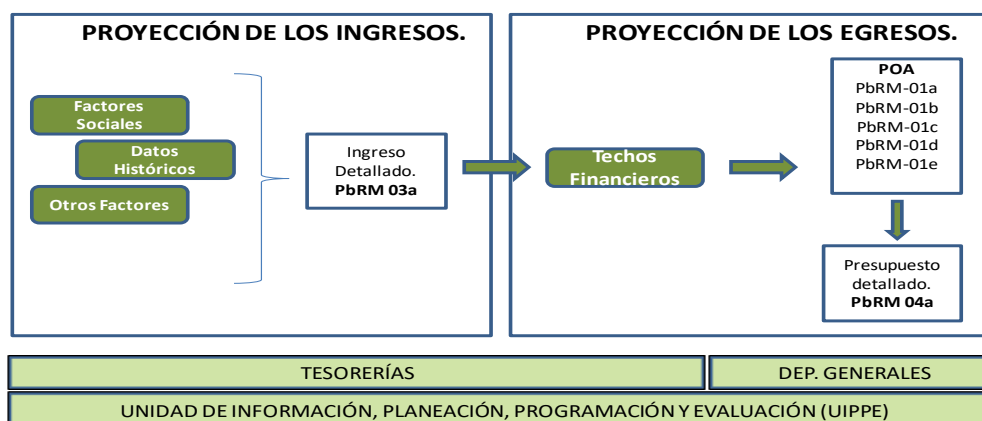 PROYECCIÓN DE LOS INGRESOS.
Factores
Sociales
Datos
Históricos
Otros Factores
Ingreso
Detallado.
PbRM 03a
PROYECCIÓN DE LOS EGRESOS.
Techos
Financieros
POA
PbRM-01a
PbRM-01b
PbRM-01c
PbRM-01d
PbRM-01e
Presupuesto
detallado.
PbRM 04a
TESORERÍAS
DEP. GENERALES
UNIDAD DE INFORMACIÓN, PLANEACIÓN, PROGRAMACIÓN Y EVALUACIÓN (UIPPE)